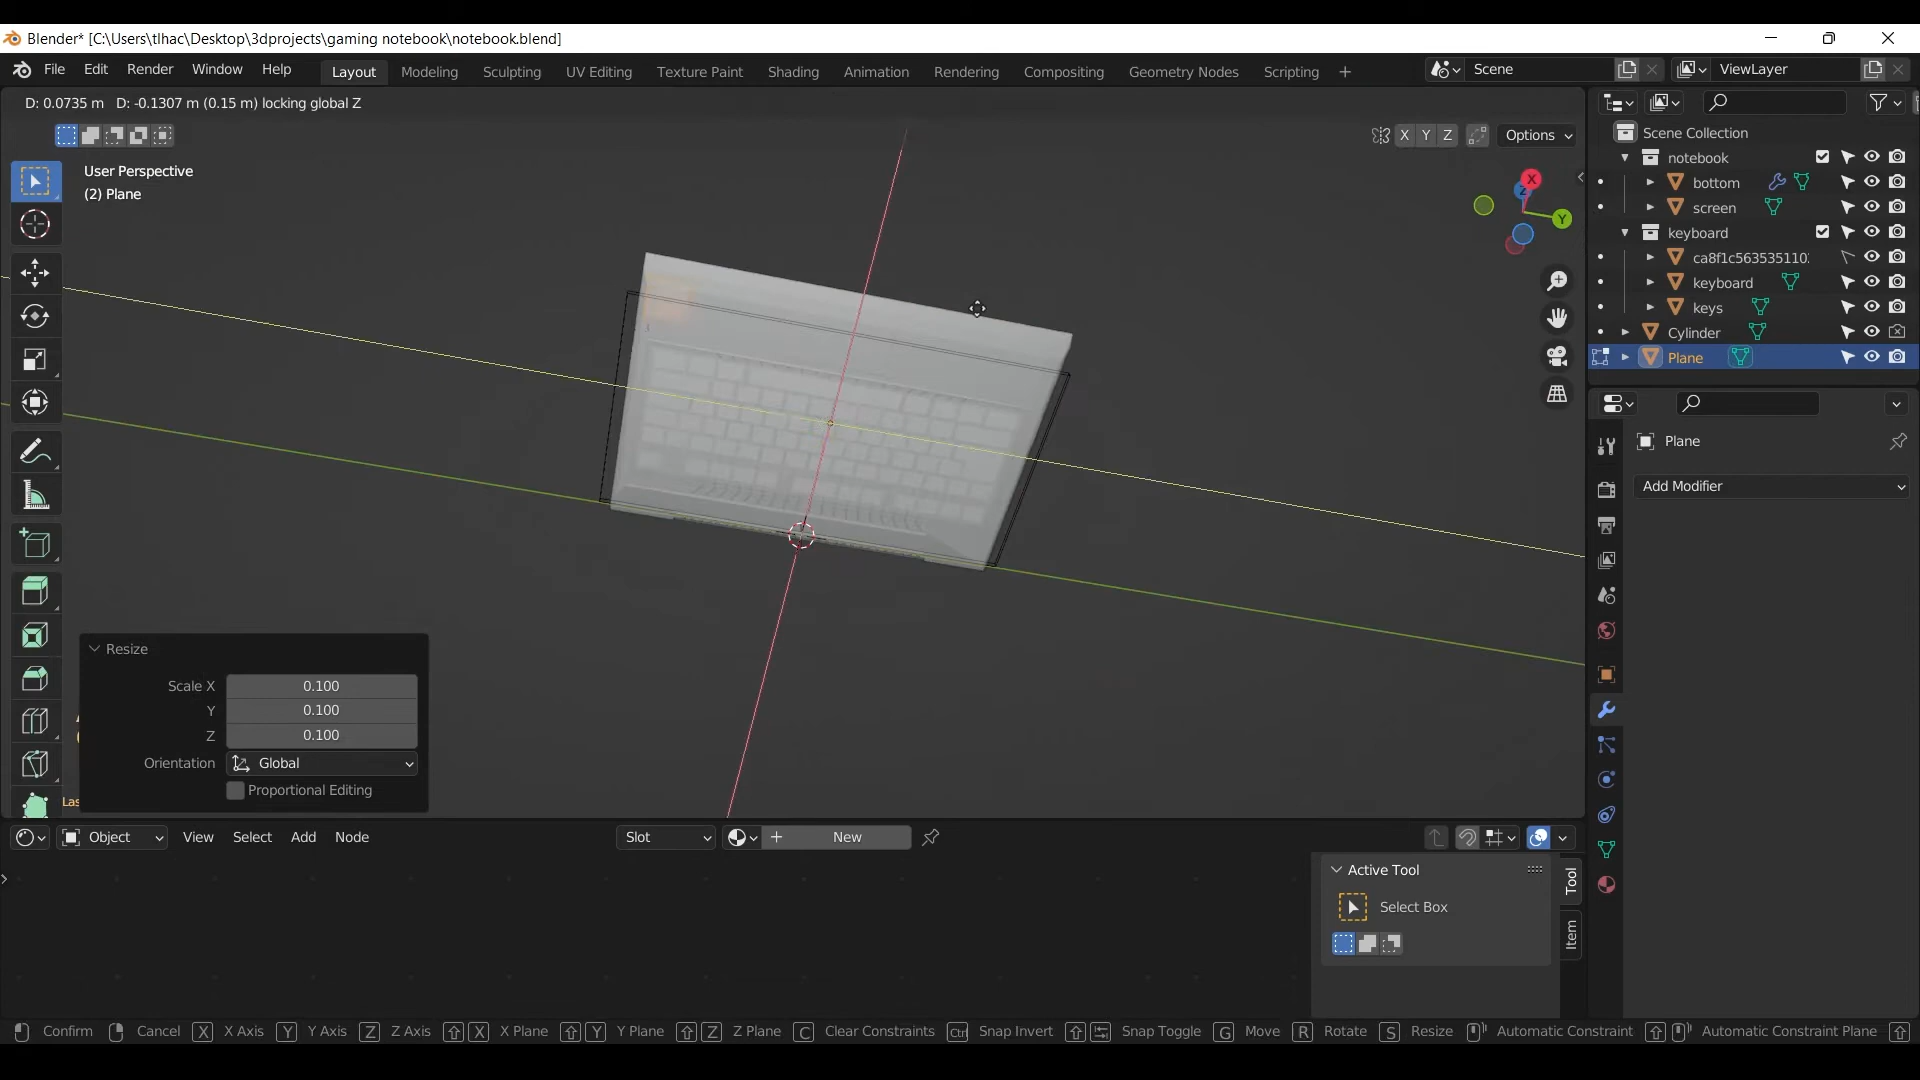 Blender* [C:\Users\tlhac\Desktop\3dprojects\gaming notebook\notebook.blend]
File Edit Render Window Help Layout Modeling Sculpting UV Editing Texture Paint Shading Animation Rendering Compositing Geometry Nodes Scripting + Scene ViewLayer
D: 0.0735 m D: -0.1307 m (0.15 m) locking global Z
X Y Z Options
User Perspective
(2) Plane
X
Y
Z
Scene Collection
notebook
bottom
screen
keyboard
ca8f1c563535110
keyboard
keys
Cylinder
Plane
Plane
Add Modifier
Resize
Scale X 0.100
Y 0.100
Z 0.100
Orientation Global
Proportional Editing
Las
Object View Select Add Node Slot New
Active Tool
Select Box
Tool
Item
Confirm Cancel X X Axis Y Y Axis Z Z Axis X X Plane Y Y Plane Z Z Plane C Clear Constraints Ctrl Snap Invert Snap Toggle G Move R Rotate S Resize Automatic Constraint Automatic Constraint Plane